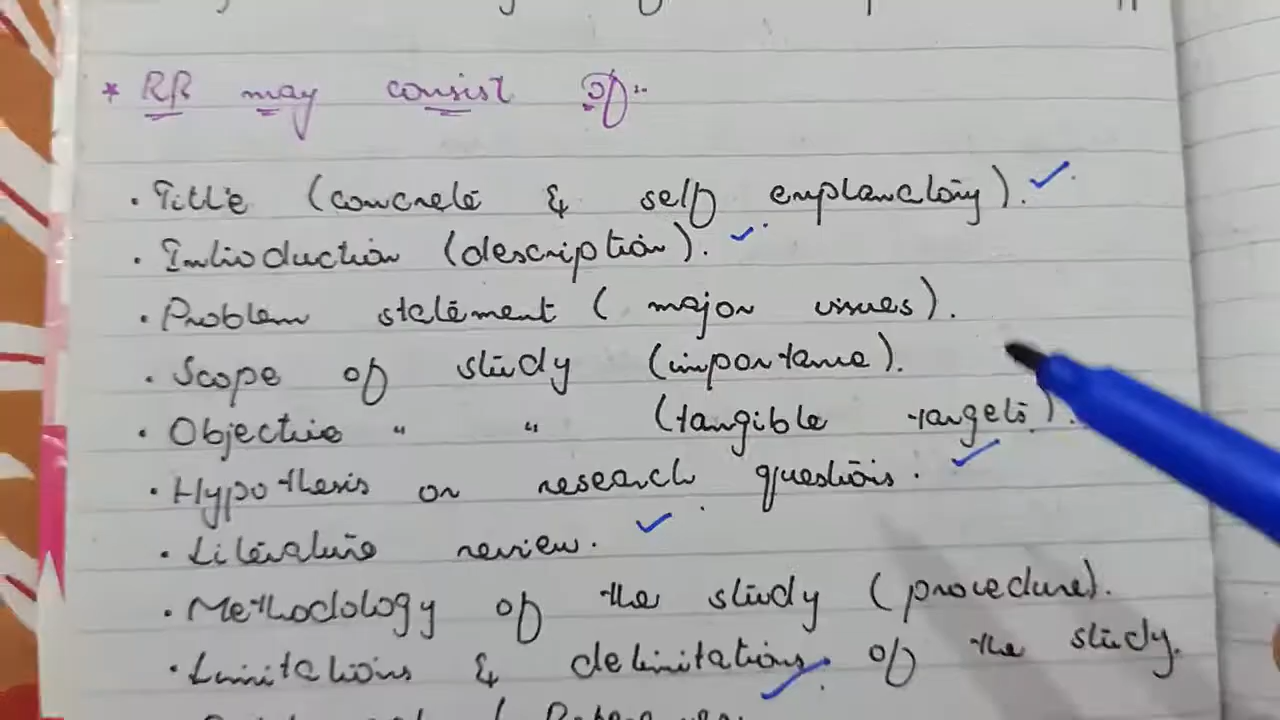 * RR may consist of:-
· Title (concrete & self enplanatory).
· Introduction (description).
· Problem statement ( major issues).
· Scope of study (importance).
· Objective " " (tangible targets).
· Hypothesis or research questions.
· Literature review.
· Methodology of the study (procedure).
· Limitations & delimitations of the study.